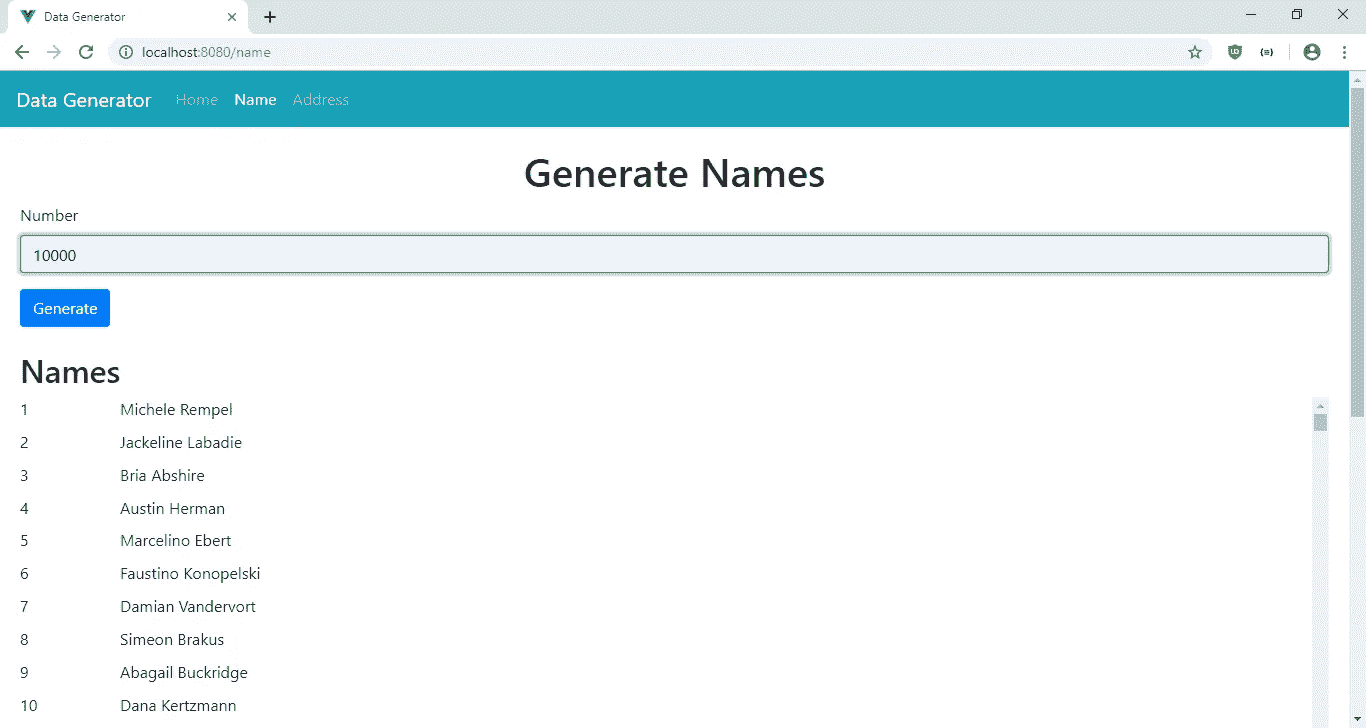 Data Generator
localhost:8080/name
Data Generator Home Name Address
Generate Names
Number
10000
Generate
Names
1 Michele Rempel
2 Jackeline Labadie
3 Bria Abshire
4 Austin Herman
5 Marcelino Ebert
6 Faustino Konopelski
7 Damian Vandervort
8 Simeon Brakus
9 Abagail Buckridge
10 Dana Kertzmann